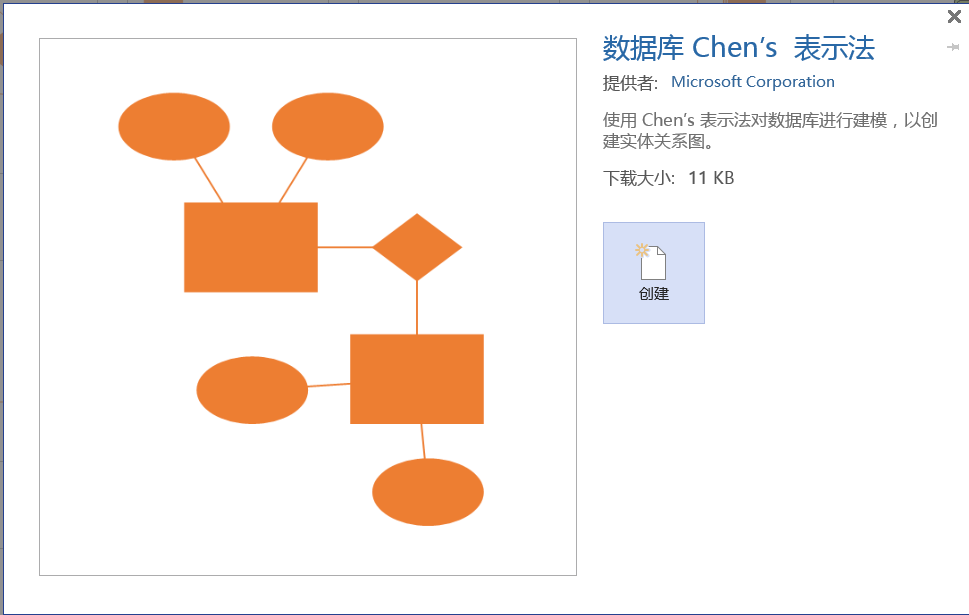 数据库 Chen’s 表示法
提供者: Microsoft Corporation
使用 Chen’s 表示法对数据库进行建模，以创
建实体关系图。
下载大小: 11 KB
创建